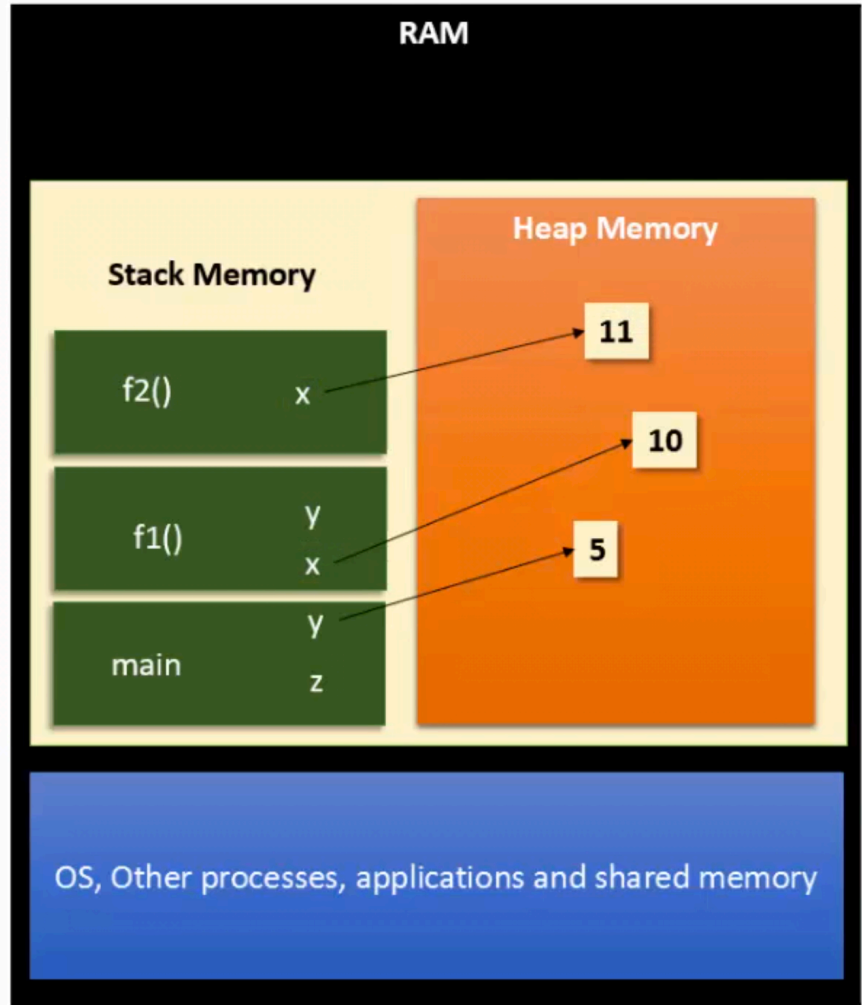 RAM
Stack Memory
Heap Memory
f2()
x
11
10
f1()
y
x
5
main
y
z
OS, Other processes, applications and shared memory